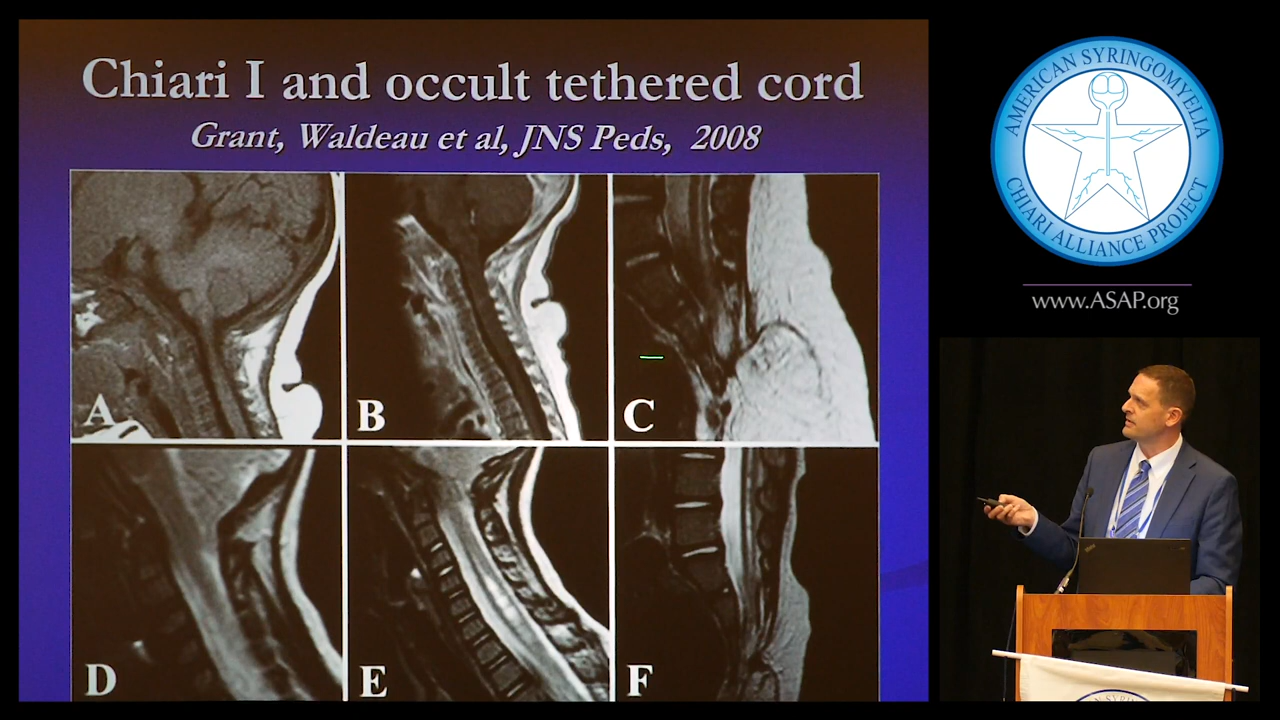 Chiari I and occult tethered cord
Grant, Waldeau et al, JNS Peds, 2008
A
B
C
D
E
F
AMERICAN SYRINGOMYELIA
CHIARI ALLIANCE PROJECT
www.ASAP.org